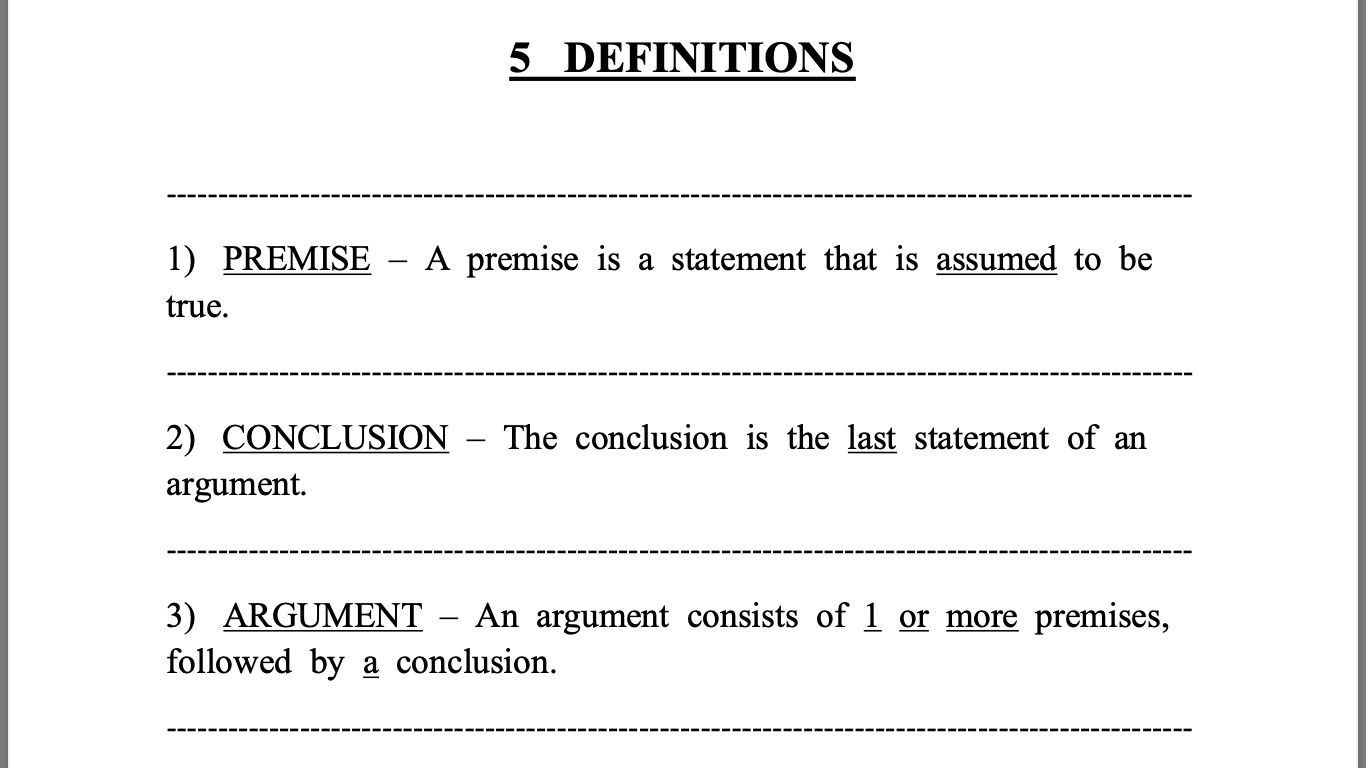 5 DEFINITIONS
----------------------------------------------------------------------------------------------------
1) PREMISE – A premise is a statement that is assumed to be
true.
----------------------------------------------------------------------------------------------------
2) CONCLUSION – The conclusion is the last statement of an
argument.
----------------------------------------------------------------------------------------------------
3) ARGUMENT – An argument consists of 1 or more premises,
followed by a conclusion.
----------------------------------------------------------------------------------------------------